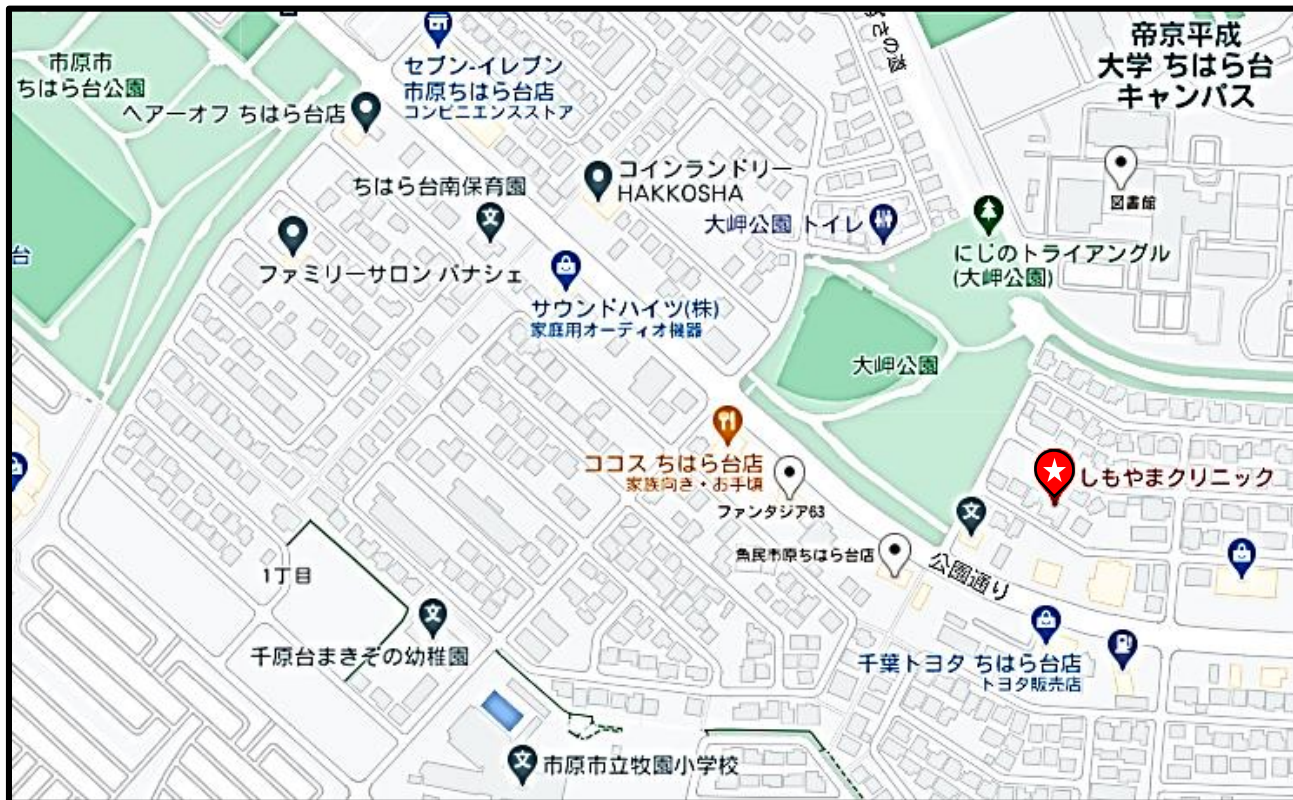 帝京平成
大学 ちはら台
キャンパス
市原市
ちはら台公園
セブン-イレブン
市原ちはら台店
コンビニエンスストア
ヘアーオフ ちはら台店
コインランドリー
HAKKOSHA
ちはら台南保育園
図書館
大岬公園 トイレ
にじのトライアングル
(大岬公園)
台
ファミリーサロン パナシェ
サウンドハイツ(株)
家庭用オーディオ機器
大岬公園
ココス ちはら台店
家族向き・お手頃
しもやまクリニック
ファンタジア63
魚民市原ちはら台店
公園通り
1丁目
千原台まきぞの幼稚園
千葉トヨタ ちはら台店
トヨタ販売店
市原市立牧園小学校
文
文
文
文